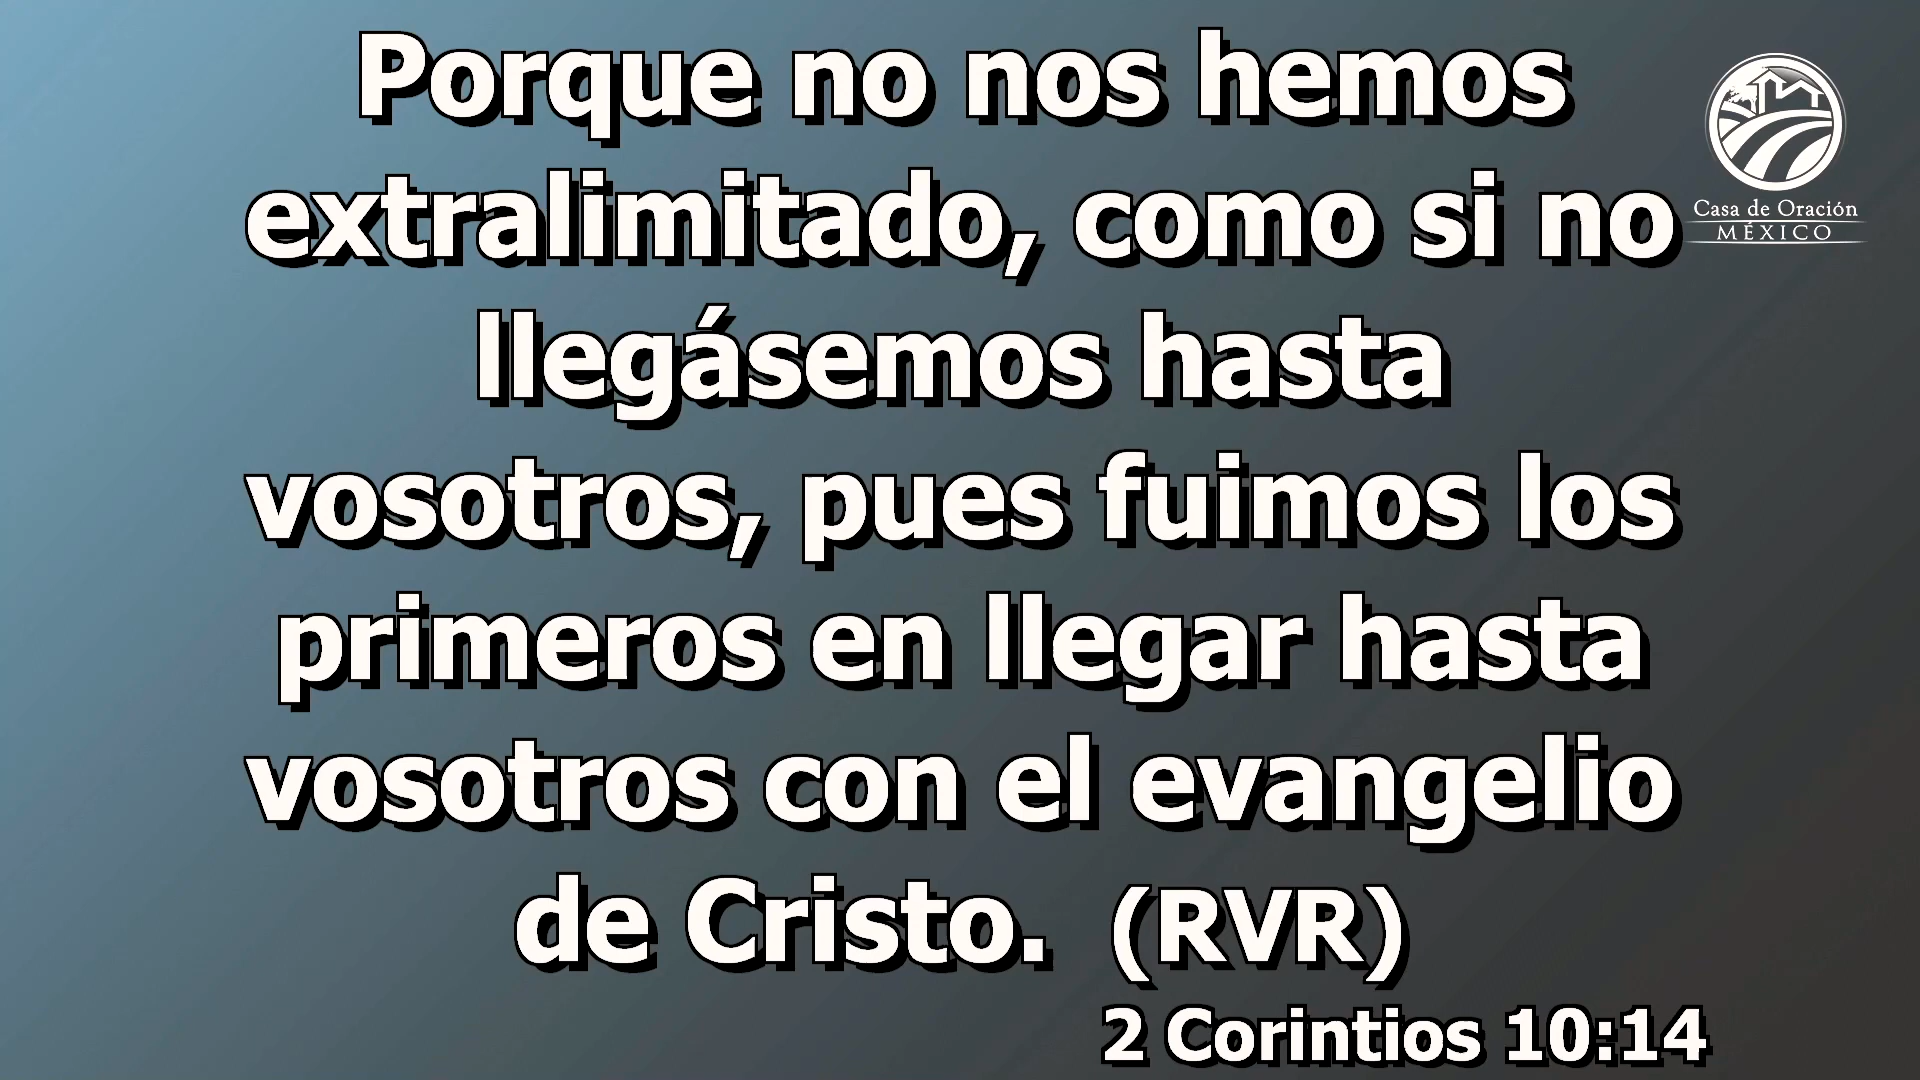 Porque no nos hemos
extralimitado, como si no
llegásemos hasta
vosotros, pues fuimos los
primeros en llegar hasta
vosotros con el evangelio
de Cristo. (RVR)
2 Corintios 10:14
Casa de Oración
MÉXICO